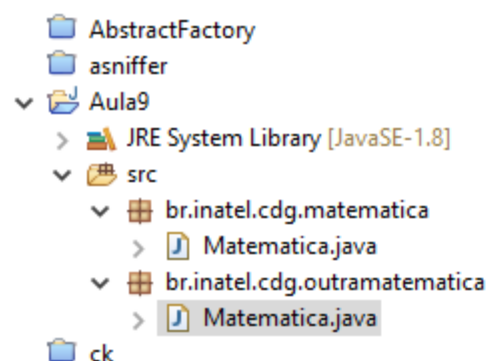 AbstractFactory
asniffer
Aula9
JRE System Library [JavaSE-1.8]
src
br.inatel.cdg.matematica
Matematica.java
br.inatel.cdg.outramatematica
Matematica.java
ck